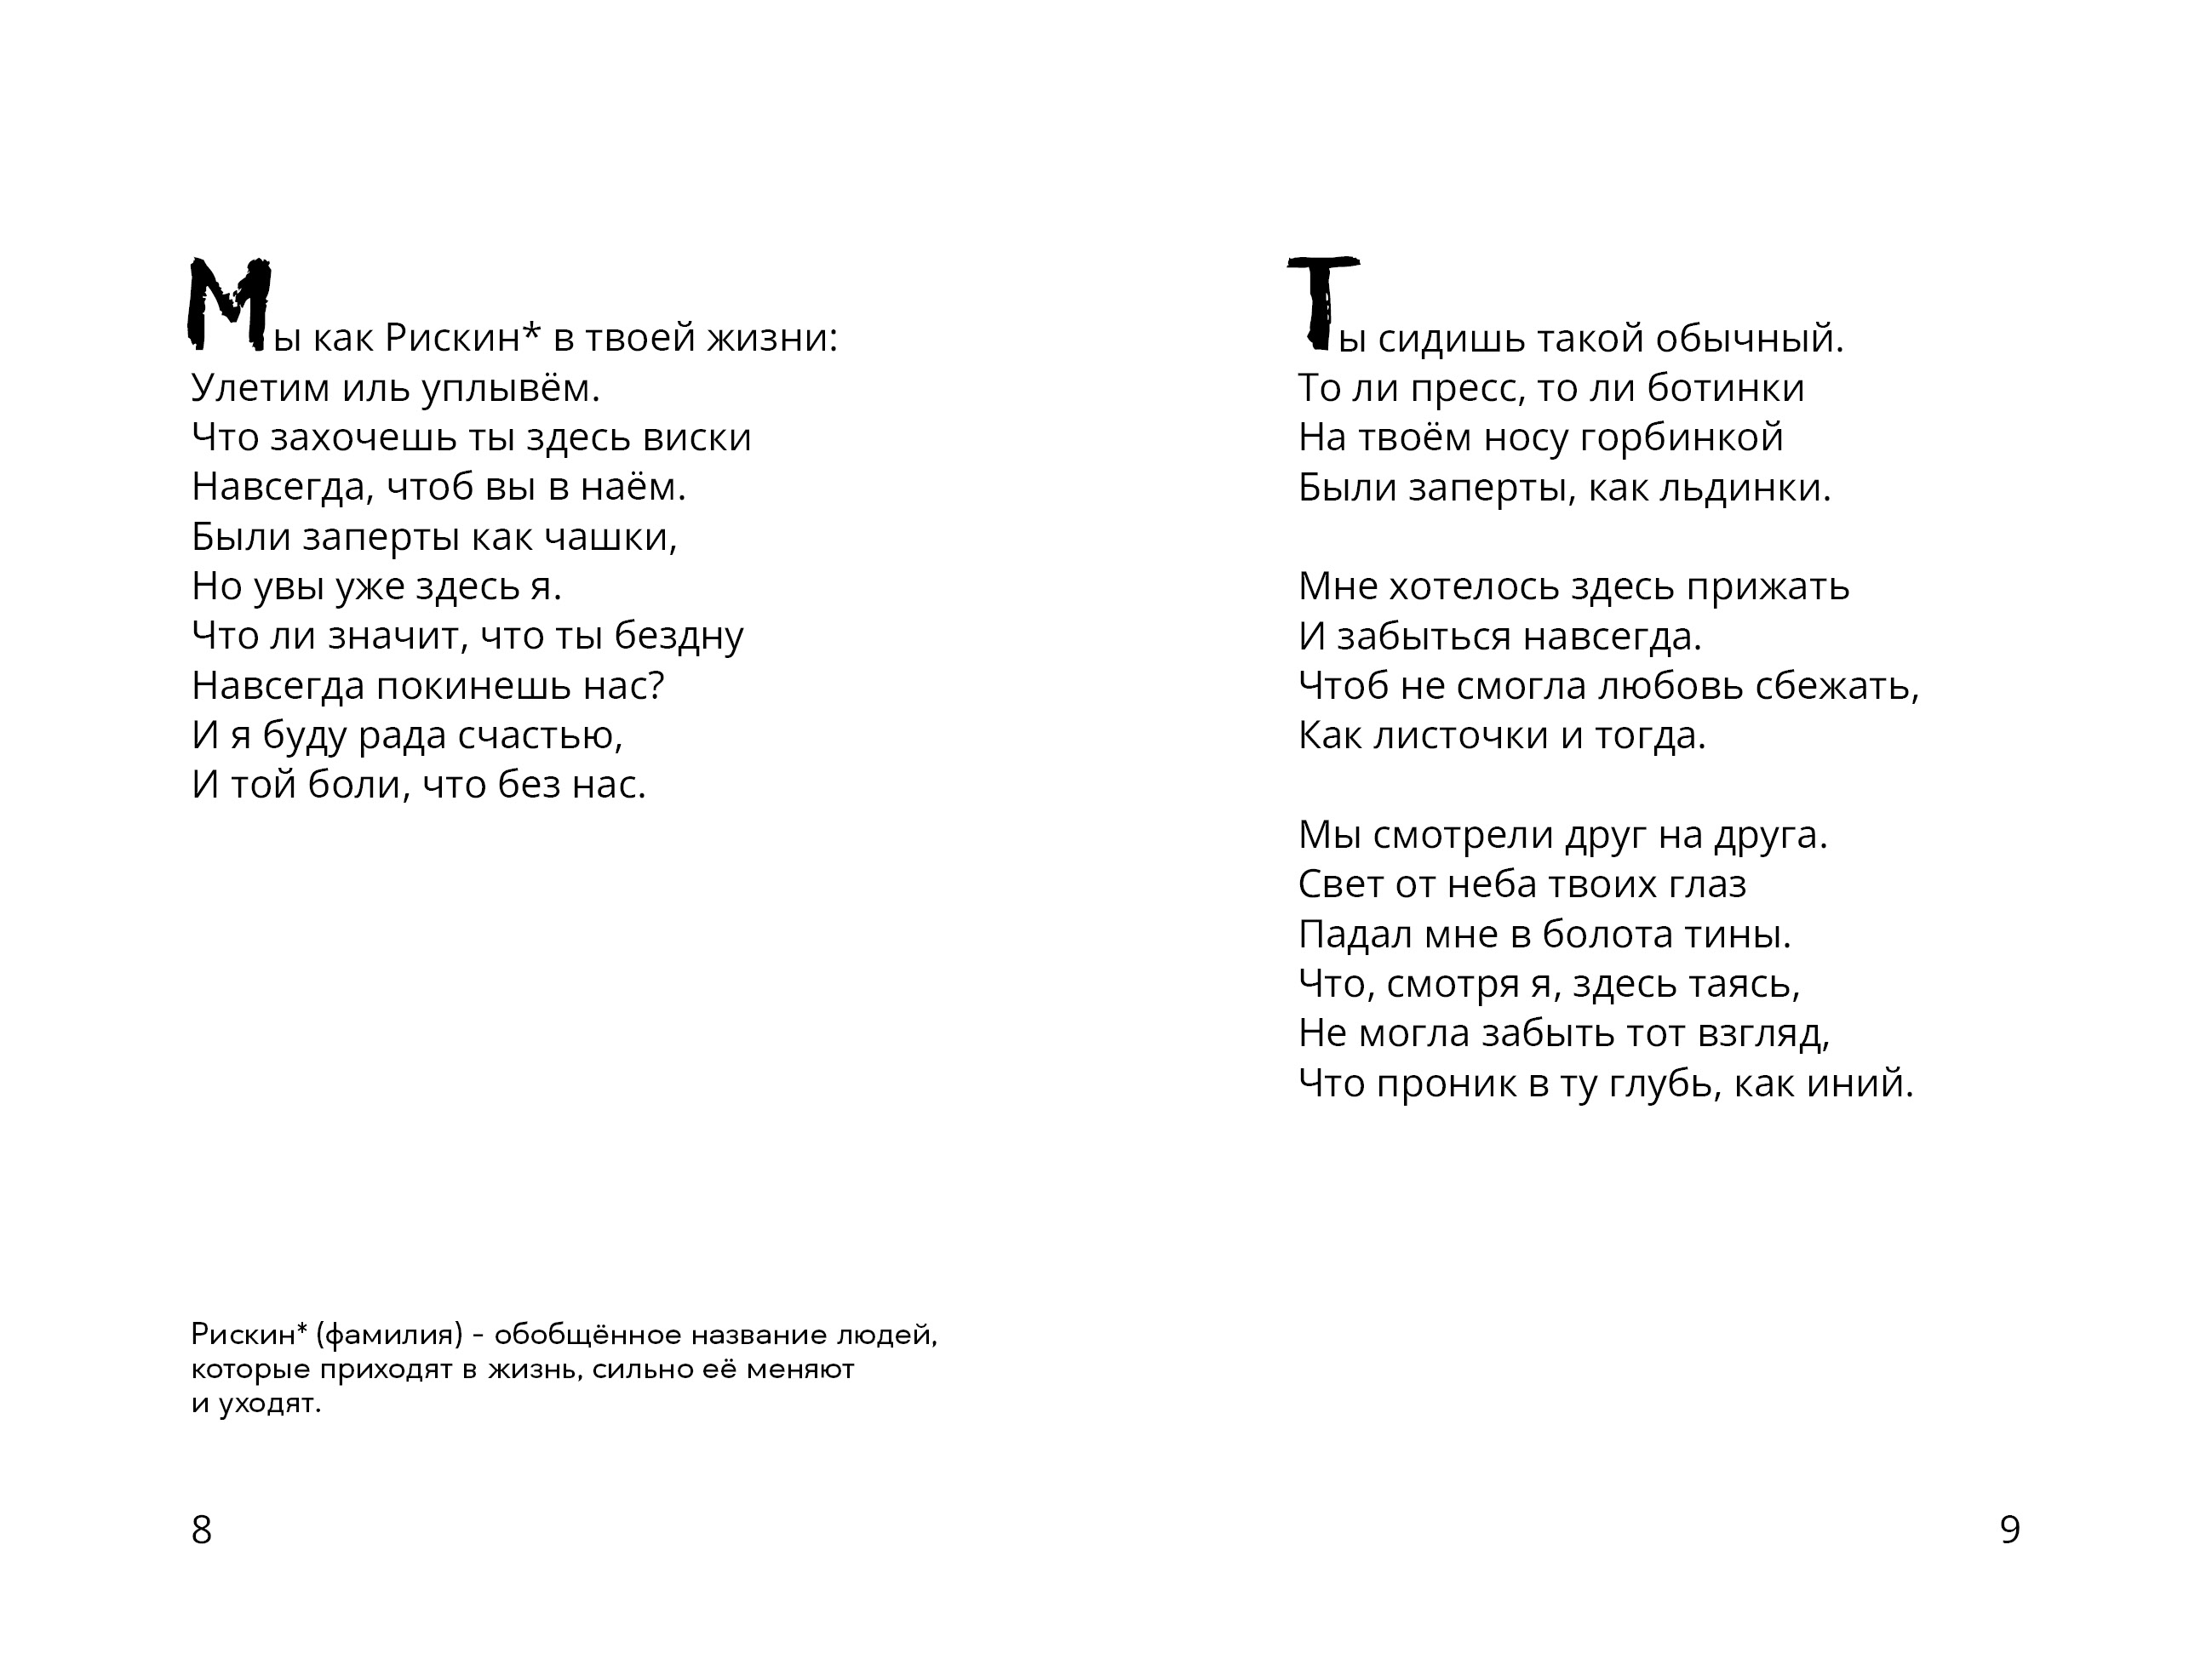 Мы как Рискин* в твоей жизни:
Улетим иль уплывём.
Что захочешь ты здесь виски
Навсегда, чтоб вы в наём.
Были заперты как чашки,
Но увы уже здесь я.
Что ли значит, что ты бездну
Навсегда покинешь нас?
И я буду рада счастью,
И той боли, что без нас.
Рискин* (фамилия) - обобщённое название людей,
которые приходят в жизнь, сильно её меняют
и уходят.
8
Ты сидишь такой обычный.
То ли пресс, то ли ботинки
На твоём носу горбинкой
Были заперты, как льдинки.
Мне хотелось здесь прижать
И забыться навсегда.
Чтоб не смогла любовь сбежать,
Как листочки и тогда.
Мы смотрели друг на друга.
Свет от неба твоих глаз
Падал мне в болота тины.
Что, смотря я, здесь таясь,
Не могла забыть тот взгляд,
Что проник в ту глубь, как иний.
9